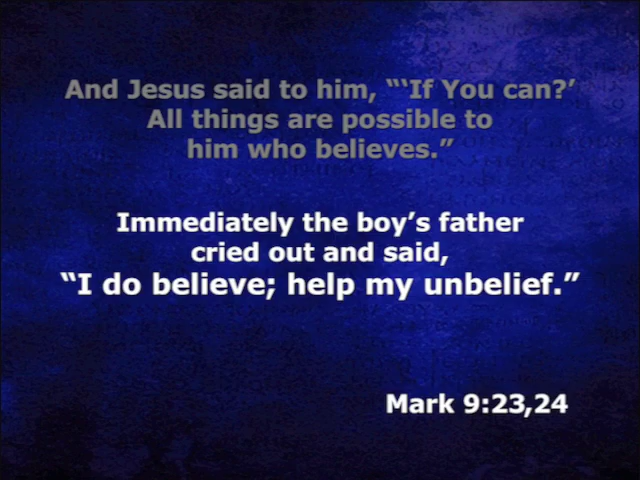 And Jesus said to him, “‘If You can?’
All things are possible to
him who believes.”
Immediately the boy’s father
cried out and said,
“I do believe; help my unbelief.”
Mark 9:23,24